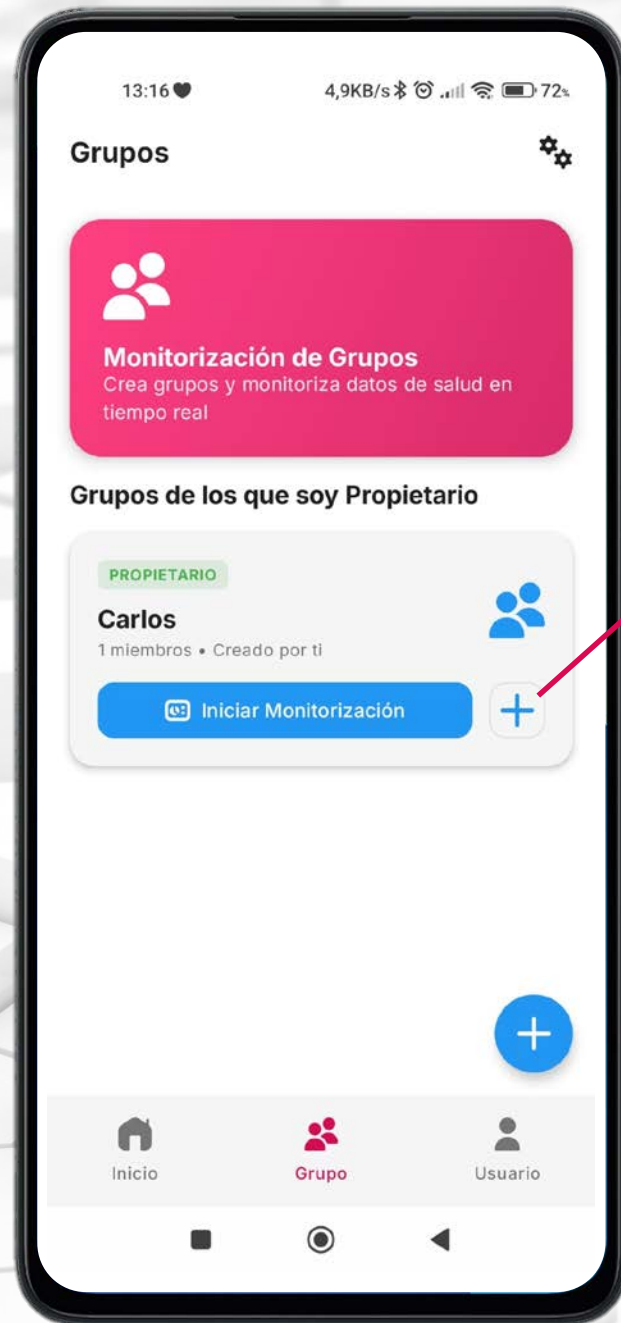 13:16 4,9KB/s 72%
Grupos
Monitorización de Grupos
Crea grupos y monitoriza datos de salud en
tiempo real
Grupos de los que soy Propietario
PROPIETARIO
Carlos
1 miembros • Creado por ti
Iniciar Monitorización
Inicio Grupo Usuario